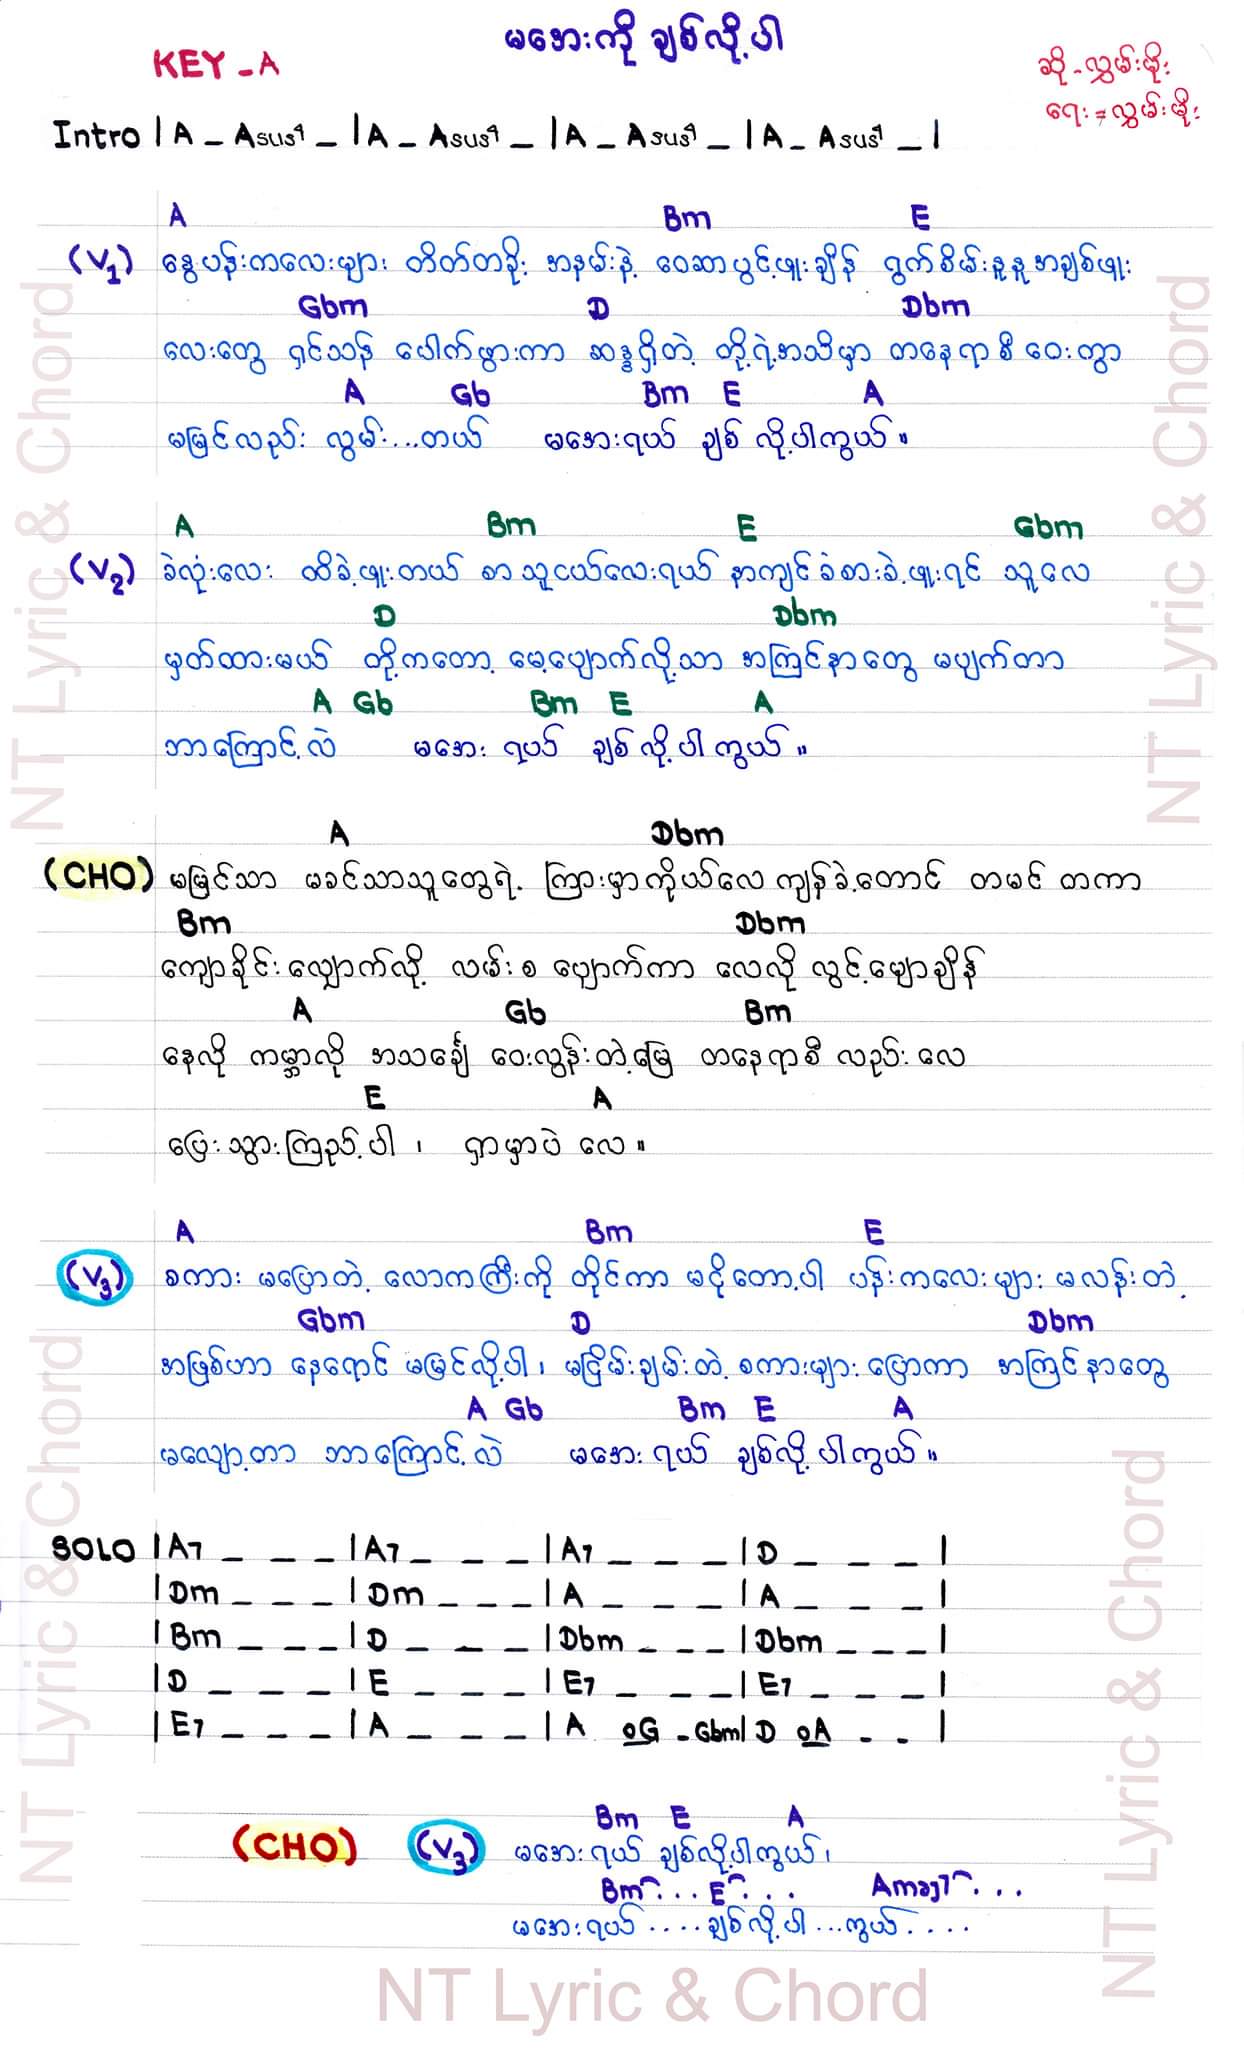 မအေးကို ချစ်လို့ပါ
KEY - A
ဆို - လွှမ်းမိုး
ရေး = လွှမ်းမိုး
Intro | A - Asus4 - | A - Asus4 - | A - Asus4 - | A - Asus4 - |
A Bm E
(V1) နွေပန်းကလေးများ တိတ်တခိုး အနမ်းနဲ့ ဝေဆာပွင့်ဖူးချိန် ရွက်စိမ်းနုနု အချစ်ဖူး
Gbm D Dbm
လေးတွေ ရှင်သန် ပေါက်ဖွားကာ ဆန္ဒရှိတဲ့ တို့ရဲ့အသိမှာ တနေရာစီ ဝေးကွာ
A Gb Bm E A
မမြင်လည်း လွမ်း...တယ် မအေးရယ် ချစ် လို့ပါကွယ်။
A Bm E Gbm
(V2) ခဲလုံးလေး ထိခဲ့ဖူးတယ် စာသူငယ်လေးရယ် နာကျင်ခံစားခဲ့ဖူးရင် သူလေ
D Dbm
မှတ်ထားမယ် တို့ကတော့ မေ့ပျောက်လို့သာ အကြင်နာတွေ မပျက်တာ
A Gb Bm E A
ဘာကြောင့်လဲ မအေး ရယ် ချစ်လို့ပါကွယ်။
A Dbm
(CHO) မမြင်သာ မခင်သာသူတွေရဲ့ ကြားမှာကိုယ်လေ ကျန်ခဲ့တောင် တမင် တကာ
Bm Dbm
ကျောခိုင်းလျှောက်လို့ လမ်းစ ပျောက်ကာ လေလို လွင့်မျောချိန်
A Gb Bm
နေလို ကမ္ဘာလို အသင်္ချေ ဝေးလွန်းတဲ့မြေ တနေရာစီ လည်းလေ
E A
ပြေးသွားကြည့်ပါ ၊ ၎ာမှာပဲ လေ။
A Bm E
(V3) စကား မပြောတဲ့ လောကကြီးကို တိုင်ကာ မငိုတော့ပါ ပန်းကလေးများ မလန်းတဲ့
Gbm D Dbm
အဖြစ်ဟာ နေရောင် မမြင်လို့ပါ၊ မငြိမ်းချမ်းတဲ့ စကားများ ပြောကာ အကြင်နာတွေ
A Gb Bm E A
မလျော့တာ ဘာကြောင့်လဲ မအေး ရယ် ချစ်လို့ပါကွယ်။
SOLO | A7 _ _ _ | A7 _ _ _ | A7 _ _ _ | D _ _ _ |
| Dm _ _ _ | Dm _ _ _ | A _ _ _ | A _ _ _ |
| Bm _ _ _ | D _ _ _ | Dbm _ _ _ | Dbm _ _ _ |
| D _ _ _ | E _ _ _ | E7 _ _ _ | E7 _ _ _ |
| E7 _ _ _ | A _ _ _ | A oG - Gbm | D oA - - |
Bm E A
(CHO) (V3) မအေးရယ် ချစ်လို့ပါကွယ်၊
Bm... E... Amaj7...
မအေးရယ် .... ချစ်လို့ပါ ...ကွယ်....
NT Lyric & Chord
NT Lyric & Chord
NT Lyric & Chord
NT Lyric & Chord
NT Lyric & Chord